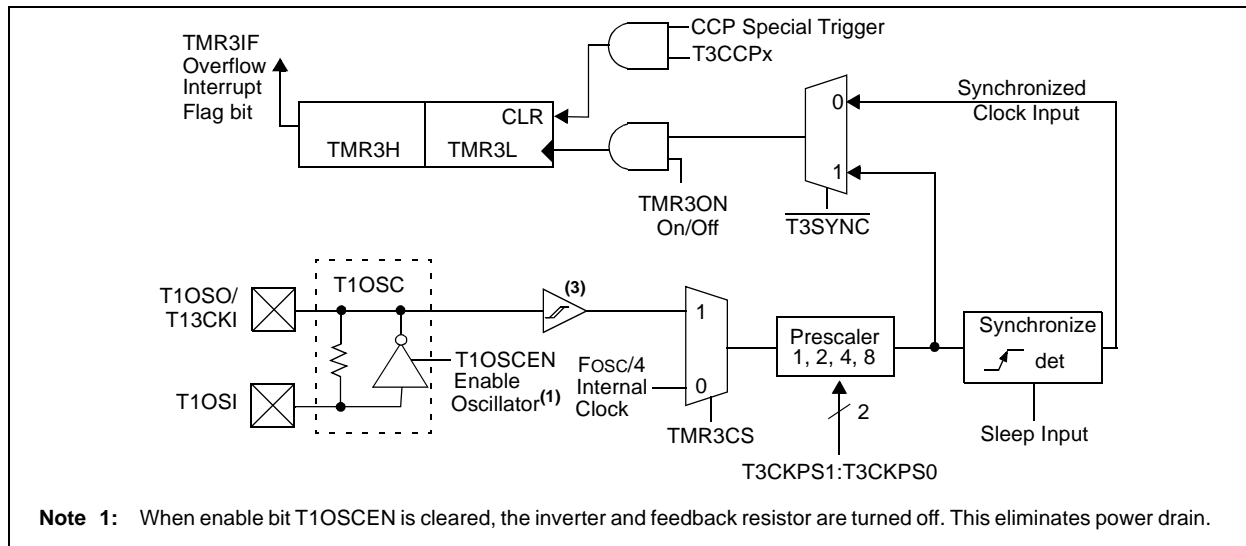 CCP Special Trigger
T3CCPx
TMR3IF
Overflow
Interrupt
Flag bit
CLR
TMR3H
TMR3L
TMR3ON
On/Off
0
1
T3SYNC
Synchronized
Clock Input
T1OSO/
T13CKI
T1OSI
T1OSC
T1OSCEN
Enable
Oscillator(1)
(3)
FOSC/4
Internal
Clock
1
0
TMR3CS
Prescaler
1, 2, 4, 8
2
T3CKPS1:T3CKPS0
Synchronize
det
Sleep Input
Note 1: When enable bit T1OSCEN is cleared, the inverter and feedback resistor are turned off. This eliminates power drain.